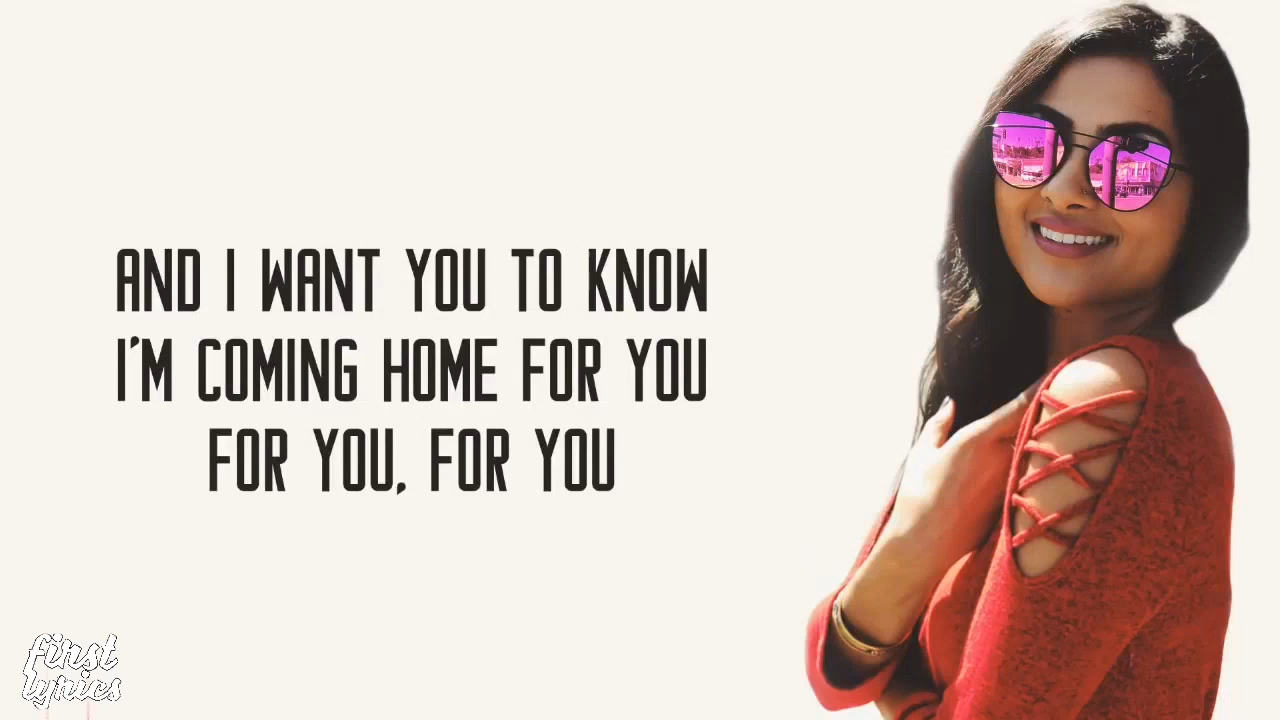 AND I WANT YOU TO KNOW
I'M COMING HOME FOR YOU
FOR YOU, FOR YOU
first
lyrics